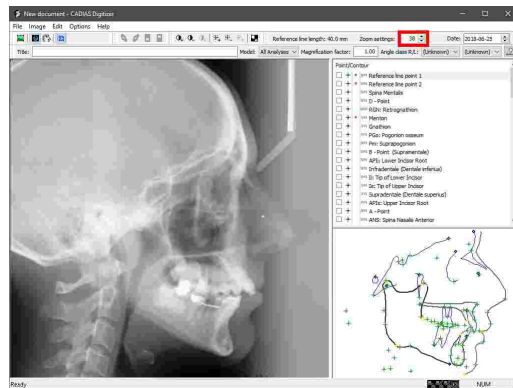 New document - CADIAS Digitizer
File Image Edit Options Help
Reference line length: 40.0 mm Zoom settings: 38 Date: 2018-06-25
Title: Model: All Analyses Magnification factor: 1.00 Angle class R/L: (Unknown) (Unknown)
Point/Contour
Reference line point 1
Reference line point 2
Spina Mentalis
D - Point
RGN: Retrognathion
Menton
Gnathion
PGo: Pogonion osseum
Pm: Suprapogonion
B - Point (Supramentale)
APIi: Lower Incisor Root
Infradentale (Dentale inferius)
Ii: Tip of Lower Incisor
Is: Tip of Upper Incisor
Supradentale (Dentale superius)
APIs: Upper Incisor Root
A - Point
ANS: Spina Nasalis Anterior
Ready NUM